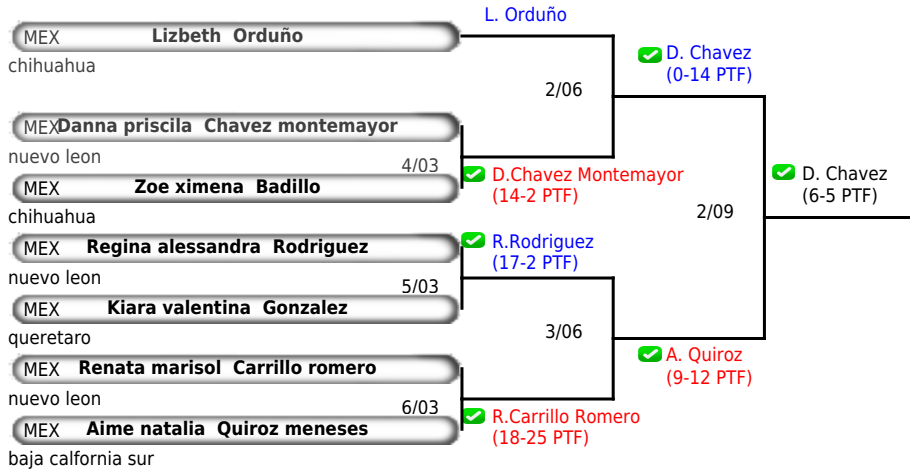 L. Orduño
MEX Lizbeth Orduño
chihuahua
D. Chavez
(0-14 PTF)
2/06
MEX Danna priscila Chavez montemayor
nuevo leon
4/03
D.Chavez Montemayor
(14-2 PTF)
MEX Zoe ximena Badillo
chihuahua
D. Chavez
(6-5 PTF)
2/09
MEX Regina alessandra Rodriguez
nuevo leon
R.Rodriguez
(17-2 PTF)
5/03
MEX Kiara valentina Gonzalez
queretaro
3/06
A. Quiroz
(9-12 PTF)
MEX Renata marisol Carrillo romero
nuevo leon
6/03
R.Carrillo Romero
(18-25 PTF)
MEX Aime natalia Quiroz meneses
baja calfornia sur